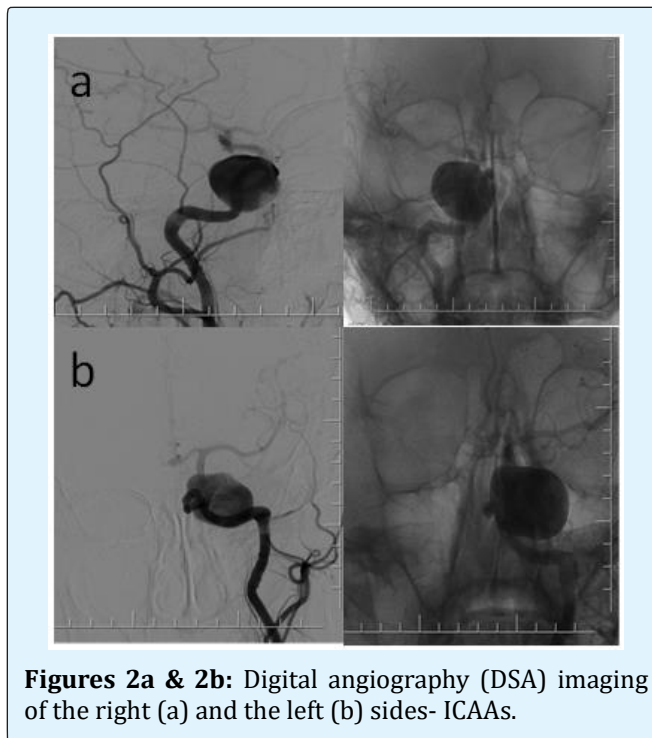 a
b
Figures 2a & 2b: Digital angiography (DSA) imaging
of the right (a) and the left (b) sides- ICAAs.